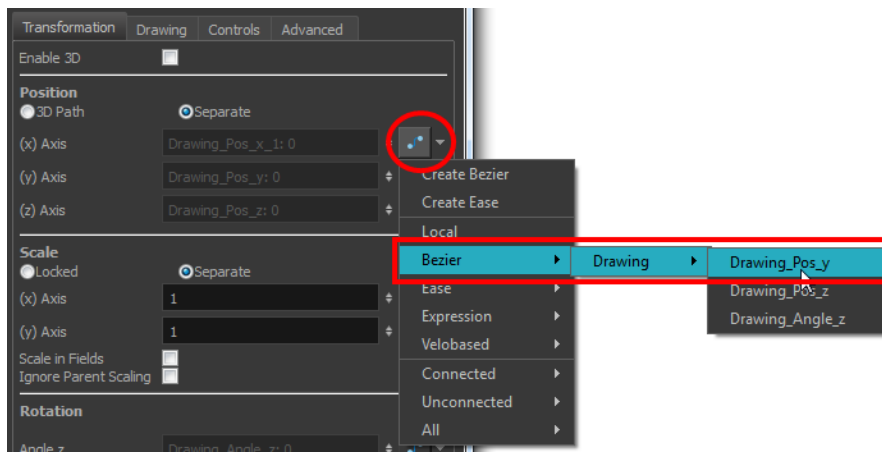 Transformation Drawing Controls Advanced
Enable 3D
Position
3D Path Separate
(x) Axis Drawing_Pos_x_1: 0
(y) Axis Drawing_Pos_y: 0
(z) Axis Drawing_Pos_z: 0
Scale
Locked Separate
(x) Axis 1
(y) Axis 1
Scale in Fields
Ignore Parent Scaling
Rotation
Angle z Drawing_Angle_z: 0
Create Bezier
Create Ease
Local
Bezier
Ease
Expression
Velobased
Connected
Unconnected
All
Drawing
Drawing_Pos_y
Drawing_Pos_z
Drawing_Angle_z